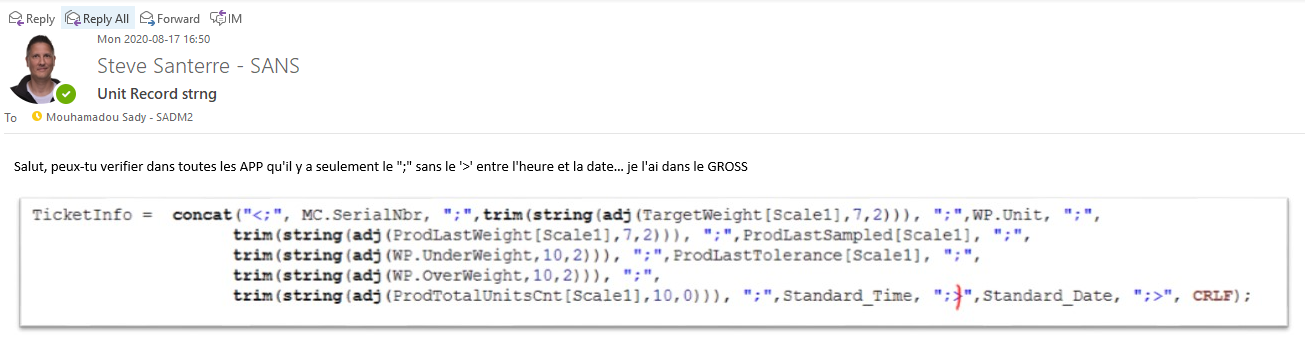 Reply Reply All Forward IM
Mon 2020-08-17 16:50
Steve Santerre - SANS
Unit Record strng
To Mouhamadou Sady - SADM2
Salut, peux-tu verifier dans toutes les APP qu'il y a seulement le ";" sans le '>' entre l'heure et la date... je l'ai dans le GROSS
TicketInfo = concat("<;", MC.SerialNbr, ";",trim(string(adj(TargetWeight[Scale1],7,2))), ";",WP.Unit, ";",
trim(string(adj(ProdLastWeight[Scale1],7,2))), ";",ProdLastSampled[Scale1], ";",
trim(string(adj(WP.UnderWeight,10,2))), ";",ProdLastTolerance[Scale1], ";",
trim(string(adj(WP.OverWeight,10,2))), ";",
trim(string(adj(ProdTotalUnitsCnt[Scale1],10,0))), ";",Standard_Time, ";>",Standard_Date, ";>", CRLF);